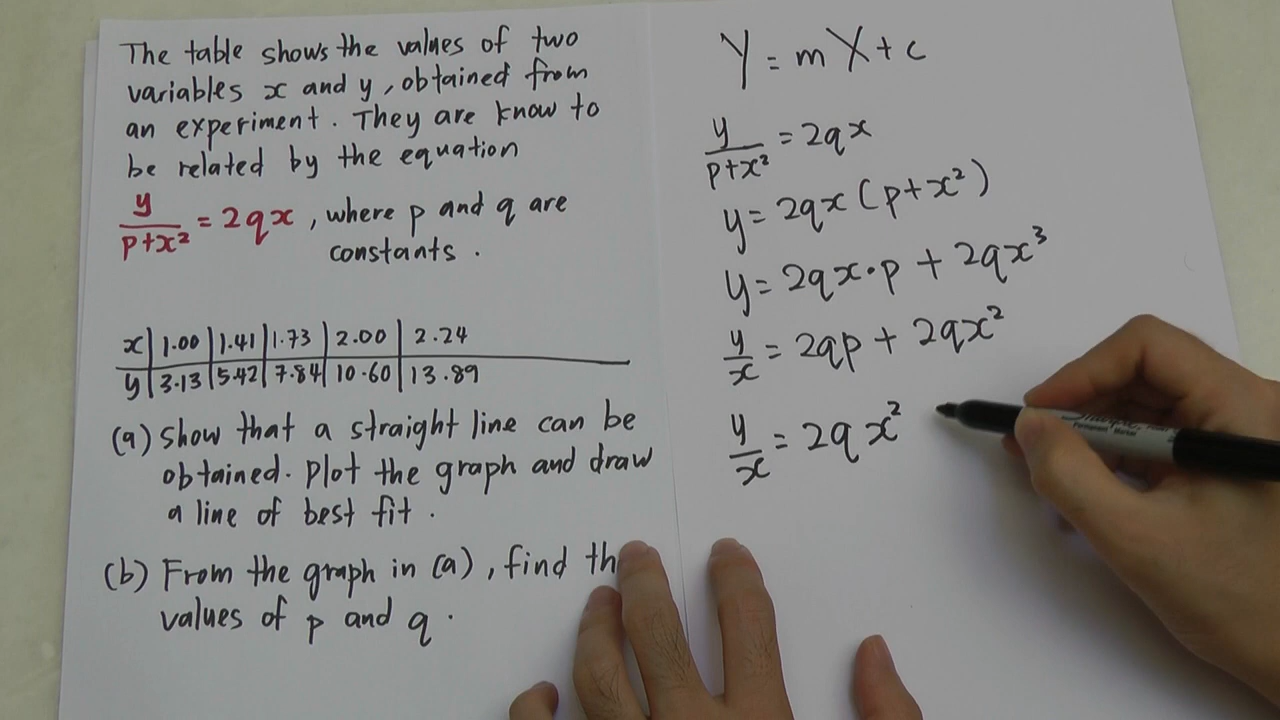 The table shows the values of two
variables x and y, obtained from
an experiment. They are know to
be related by the equation
y/(p+x²) = 2qx, where p and q are
constants.
x | 1.00 | 1.41 | 1.73 | 2.00 | 2.24
y | 3.13 | 5.42 | 7.84 | 10.60 | 13.89
(a) Show that a straight line can be
obtained. Plot the graph and draw
a line of best fit.
(b) From the graph in (a), find th
values of p and q.
Y = mX + c
y/(p+x²) = 2qx
y = 2qx(p+x²)
y = 2qx·p + 2qx³
y/x = 2qp + 2qx²
y/x = 2qx²
Sharpie
Permanent Marker